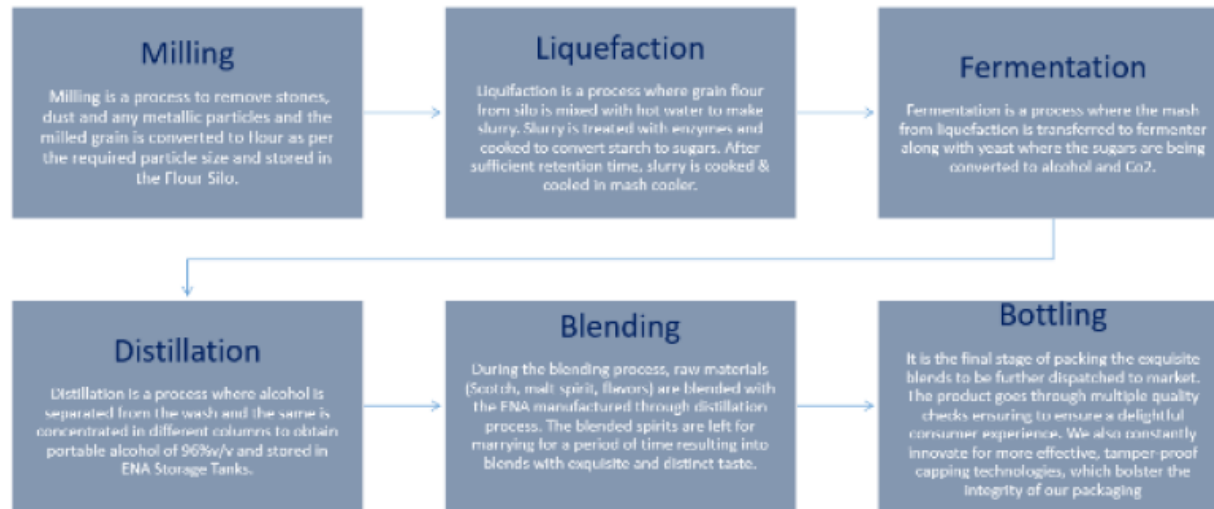 Milling
Milling is a process to remove stones,
dust and any metallic particles and the
milled grain is converted to flour as per
the required particle size and stored in
the Flour Silo.
Liquefaction
Liquifaction is a process where grain flour
from silo is mixed with hot water to make
slurry. Slurry is treated with enzymes and
cooked to convert starch to sugars. After
sufficient retention time, slurry is cooked &
cooled in mash cooler.
Fermentation
Fermentation is a process where the mash
from liquefaction is transferred to fermenter
along with yeast where the sugars are being
converted to alcohol and Co2.
Distillation
Distillation is a process where alcohol is
separated from the wash and the same is
concentrated in different columns to obtain
portable alcohol of 96%v/v and stored in
ENA Storage Tanks.
Blending
During the blending process, raw materials
(Scotch, malt spirit, flavors) are blended with
the ENA manufactured through distillation
process. The blended spirits are left for
marrying for a period of time resulting into
blends with exquisite and distinct taste.
Bottling
It is the final stage of packing the exquisite
blends to be further dispatched to market.
The product goes through multiple quality
checks ensuring to ensure a delightful
consumer experience. We also constantly
innovate for more effective, tamper-proof
capping technologies, which bolster the
integrity of our packaging